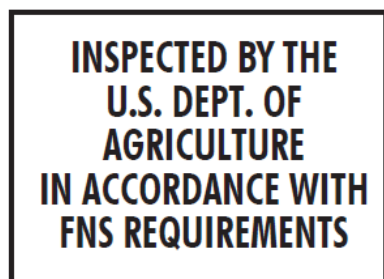 INSPECTED BY THE
U.S. DEPT. OF
AGRICULTURE
IN ACCORDANCE WITH
FNS REQUIREMENTS